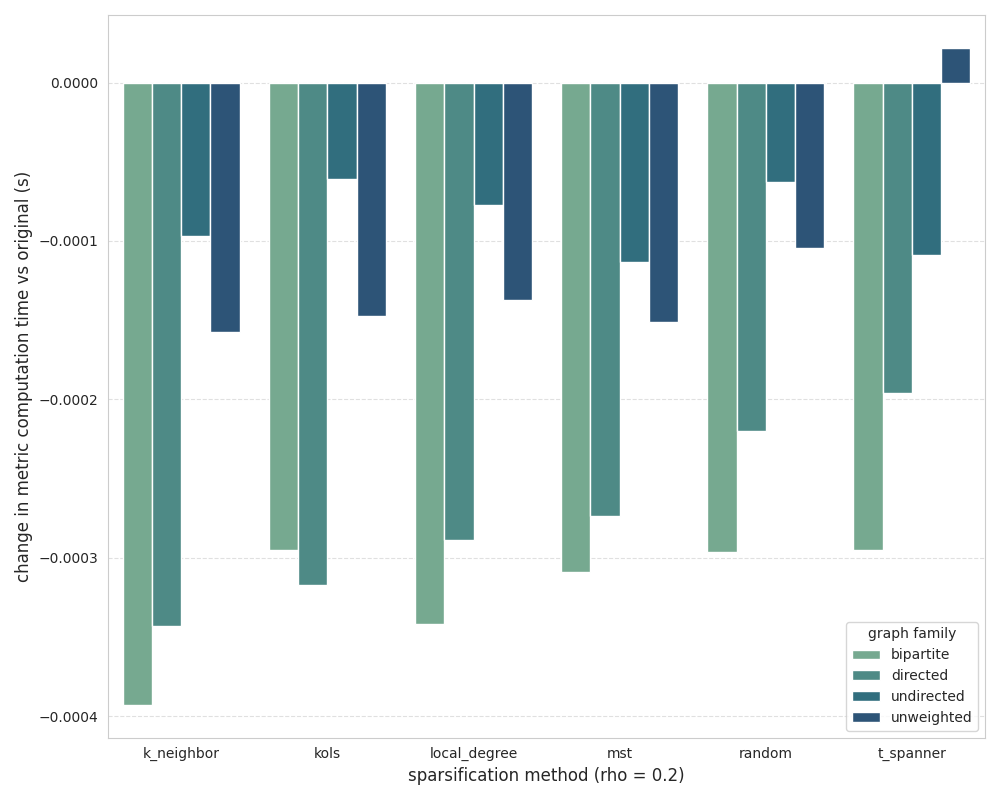 change in metric computation time vs original (s)
0.0000
−0.0001
−0.0002
−0.0003
−0.0004
k_neighbor
kols
local_degree
mst
random
t_spanner
sparsification method (rho = 0.2)
graph family
bipartite
directed
undirected
unweighted